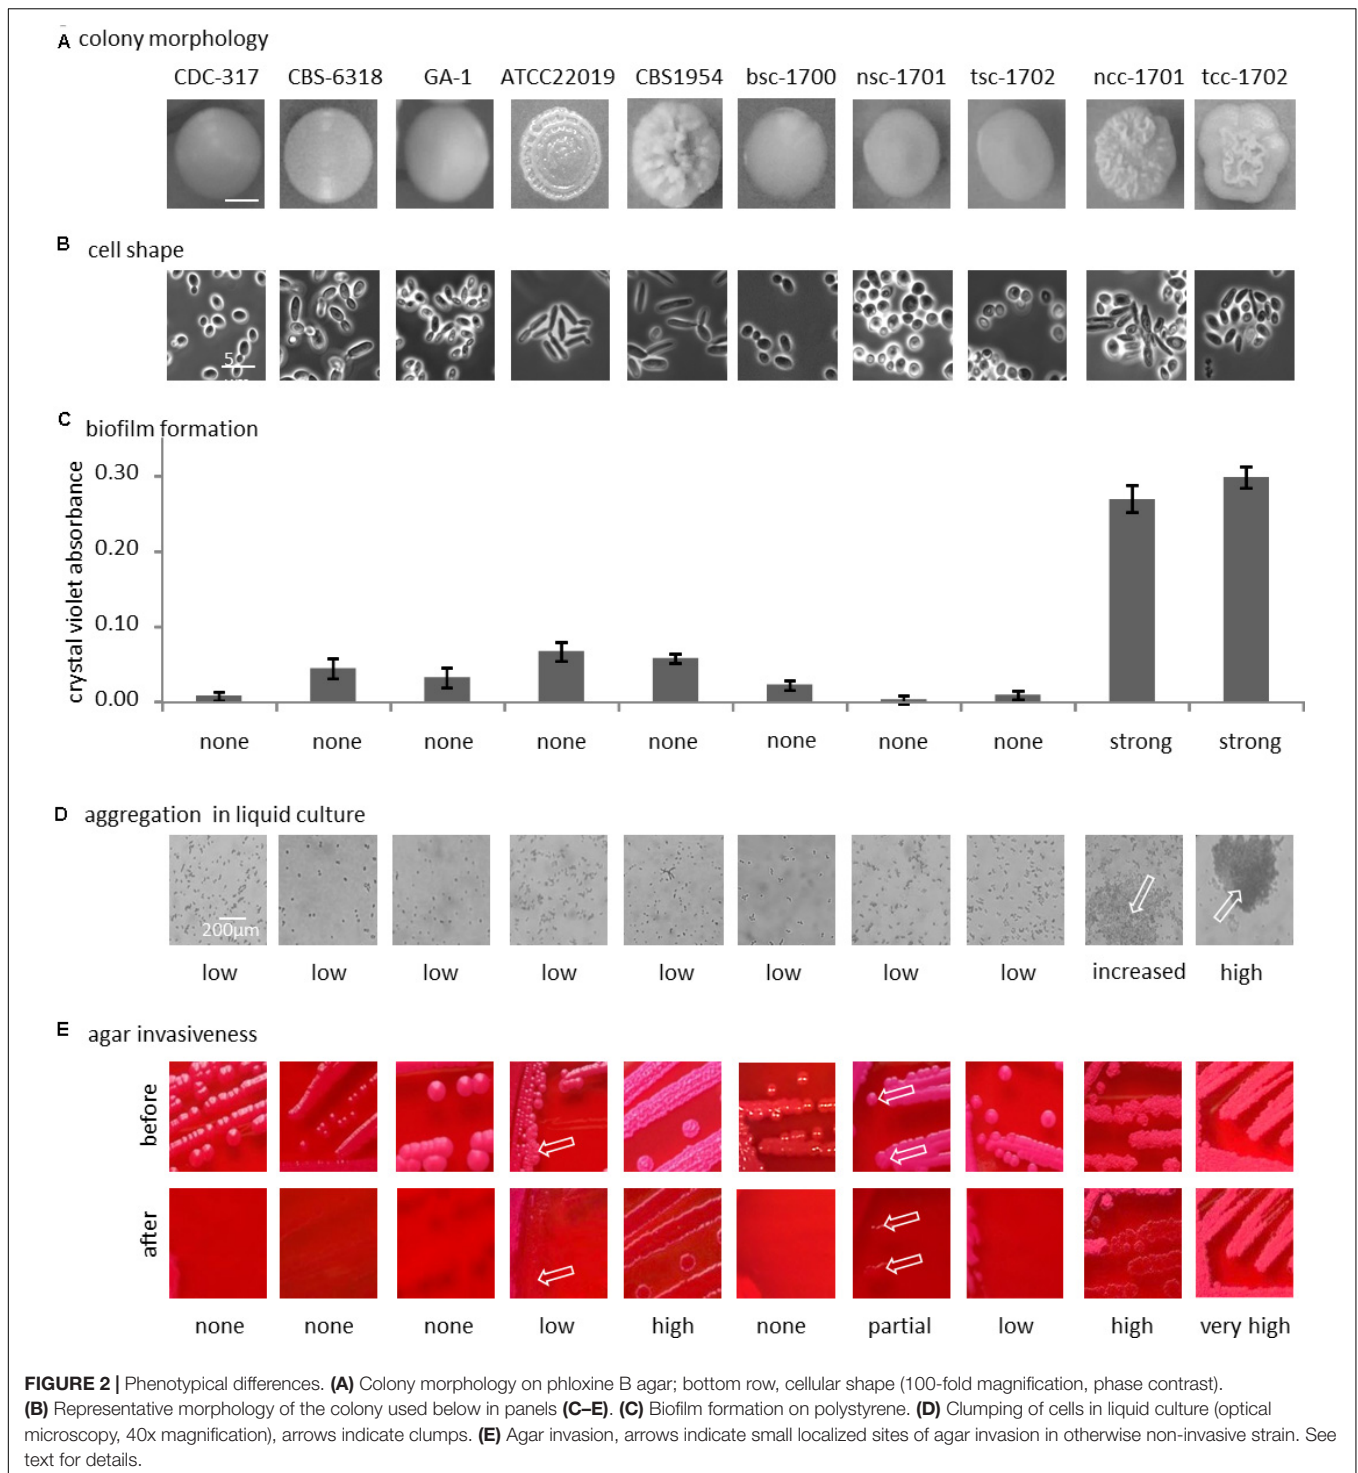 A colony morphology
CDC-317 CBS-6318 GA-1 ATCC22019 CBS1954 bsc-1700 nsc-1701 tsc-1702 ncc-1701 tcc-1702
B cell shape
5
C biofilm formation
crystal violet absorbance
0.30
0.20
0.10
0.00
none none none none none none none none strong strong
D aggregation in liquid culture
200µm
low low low low low low low low increased high
E agar invasiveness
before
after
none none none low high none partial low high very high
FIGURE 2 | Phenotypical differences. (A) Colony morphology on phloxine B agar; bottom row, cellular shape (100-fold magnification, phase contrast).
(B) Representative morphology of the colony used below in panels (C–E). (C) Biofilm formation on polystyrene. (D) Clumping of cells in liquid culture (optical
microscopy, 40x magnification), arrows indicate clumps. (E) Agar invasion, arrows indicate small localized sites of agar invasion in otherwise non-invasive strain. See
text for details.